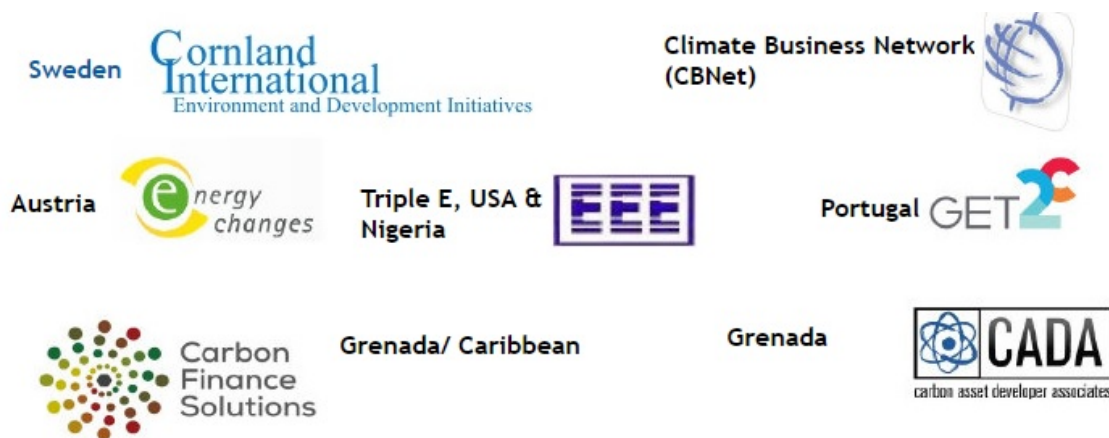 Sweden
Cornland
International
Environment and Development Initiatives
Climate Business Network
(CBNet)
Austria
energy
changes
Triple E, USA &
Nigeria
EEE
Portugal
GET2C
Carbon
Finance
Solutions
Grenada/ Caribbean
Grenada
CADA
carbon asset developer associates